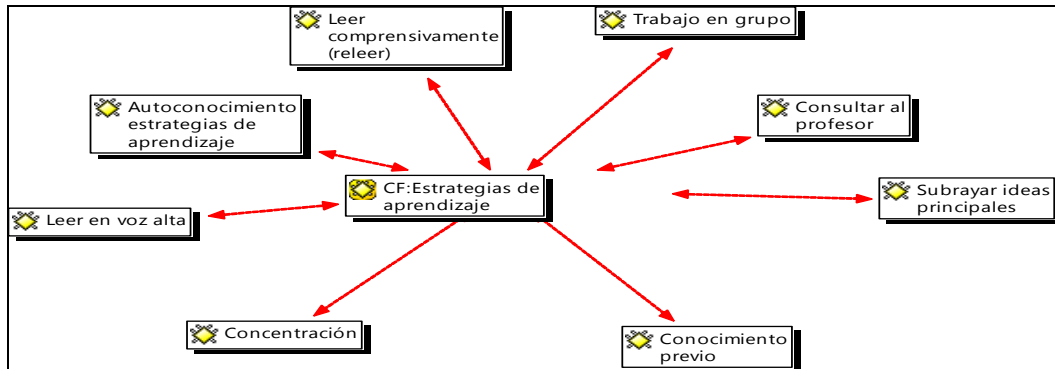 Leer
comprensivamente
(releer)
Trabajo en grupo
Autoconocimiento
estrategias de
aprendizaje
Consultar al
profesor
CF:Estrategias de
aprendizaje
Subrayar ideas
principales
Leer en voz alta
Concentración
Conocimiento
previo